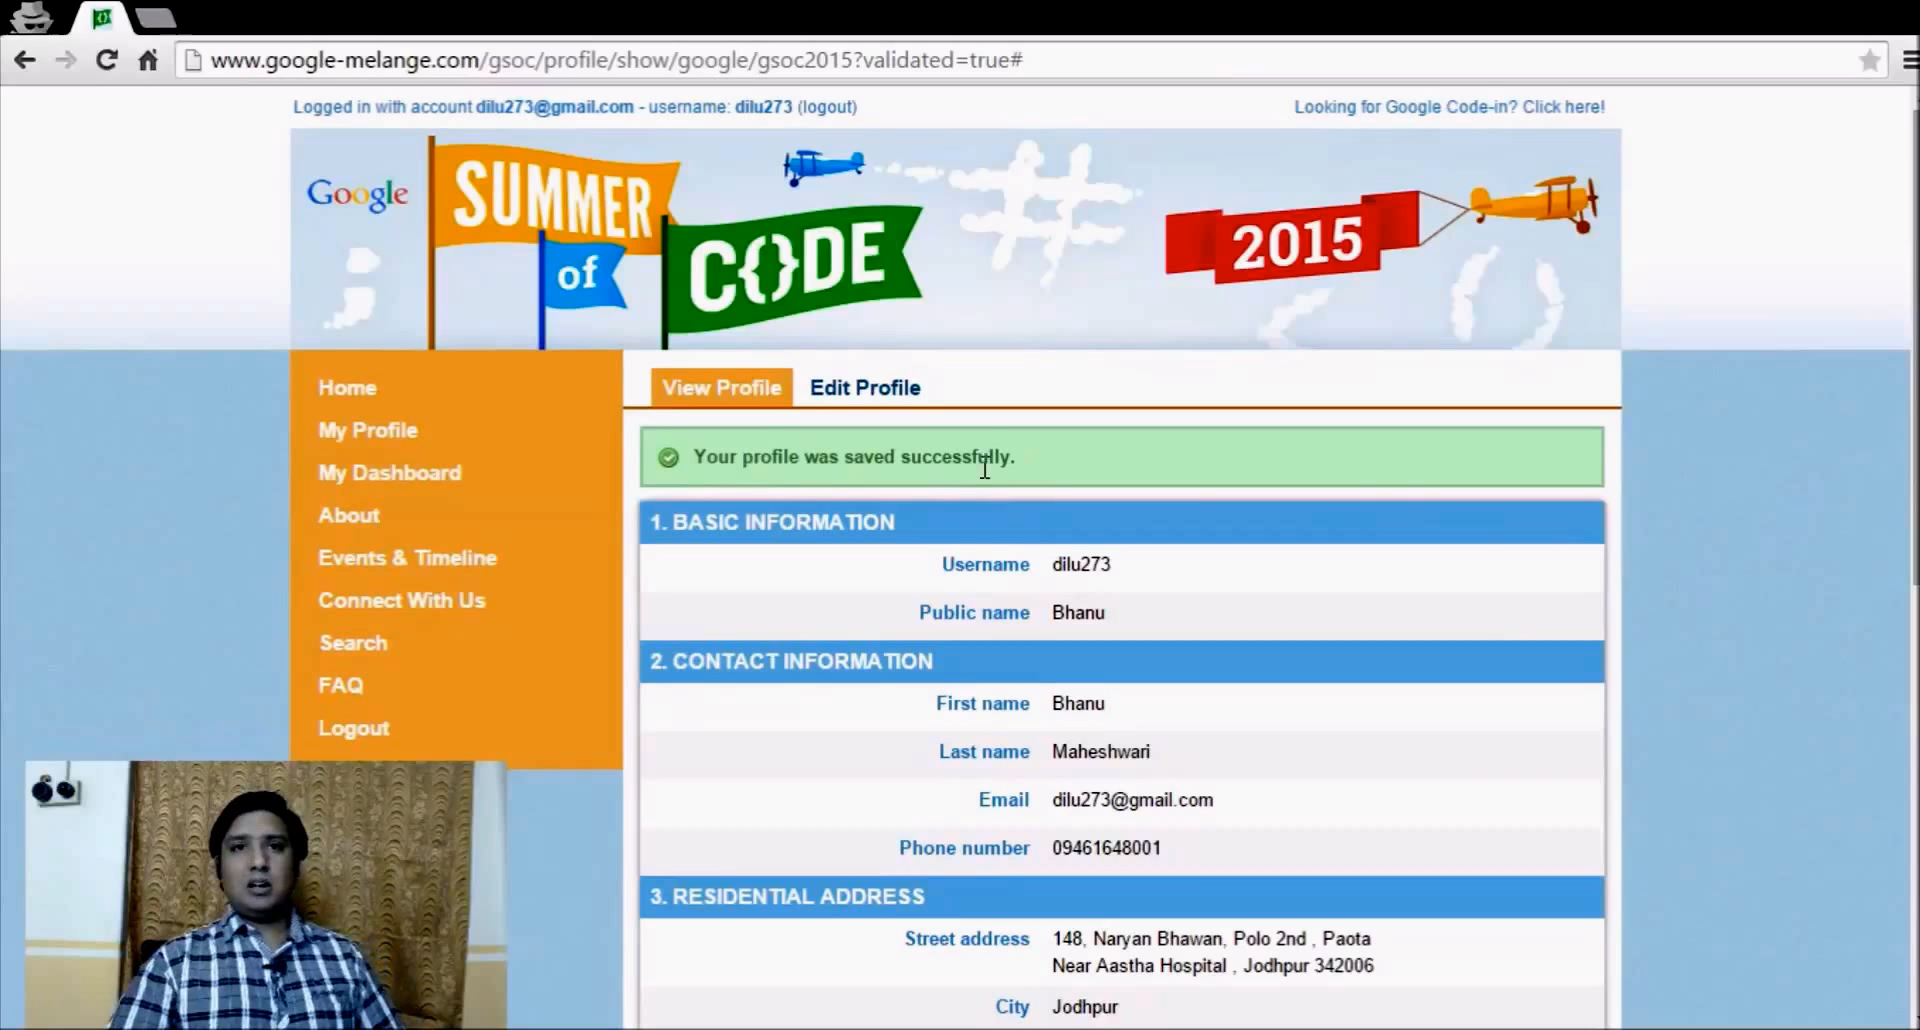 www.google-melange.com/gsoc/profile/show/google/gsoc2015?validated=true#
Logged in with account dilu273@gmail.com - username: dilu273 (logout)
Looking for Google Code-in? Click here!
Google
SUMMER
of
C{}DE
2015
Home
My Profile
My Dashboard
About
Events & Timeline
Connect With Us
Search
FAQ
Logout
View Profile
Edit Profile
Your profile was saved successfully.
1. BASIC INFORMATION
Username dilu273
Public name Bhanu
2. CONTACT INFORMATION
First name Bhanu
Last name Maheshwari
Email dilu273@gmail.com
Phone number 09461648001
3. RESIDENTIAL ADDRESS
Street address 148, Naryan Bhawan, Polo 2nd , Paota
Near Aastha Hospital , Jodhpur 342006
City Jodhpur